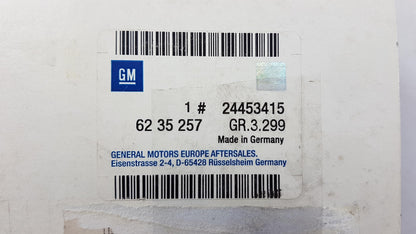 GM
1 # 24453415
62 35 257 GR.3.299
Made in Germany
GENERAL MOTORS EUROPE AFTERSALES.
Eisenstrasse 2-4, D-65428 Rüsselsheim Germany